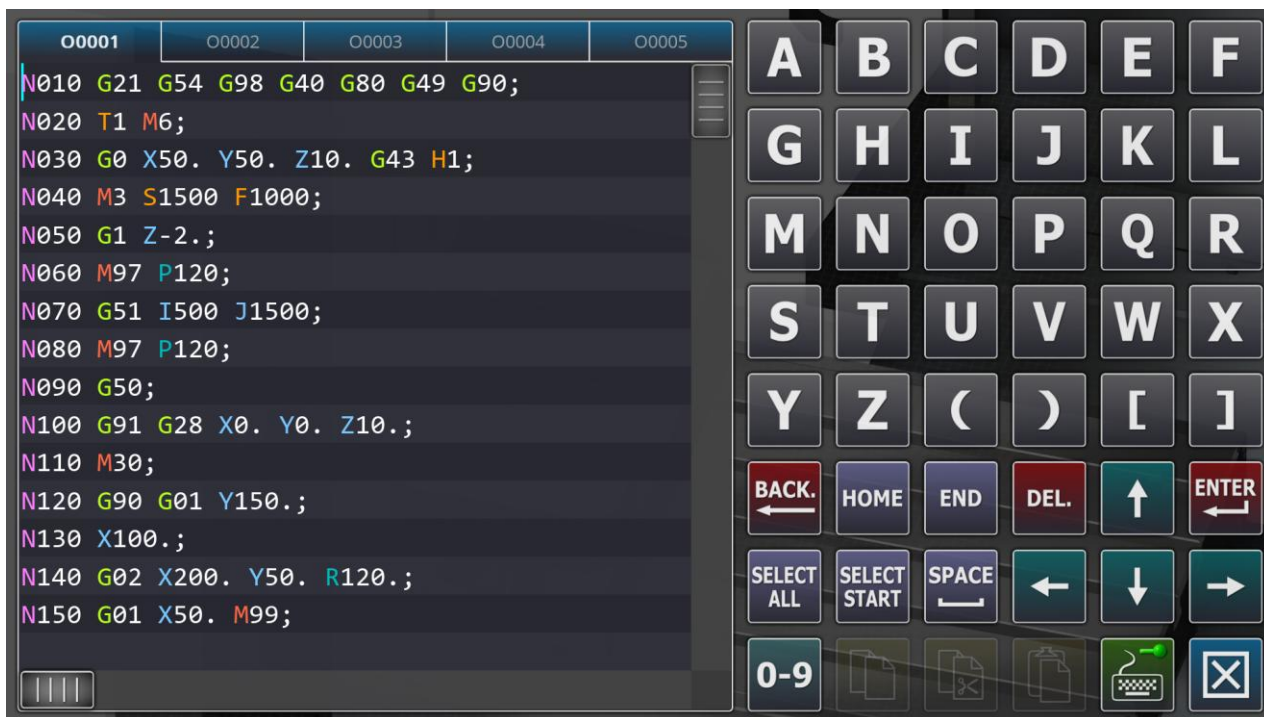 O0001 O0002 O0003 O0004 O0005
N010 G21 G54 G98 G40 G80 G49 G90;
N020 T1 M6;
N030 G0 X50. Y50. Z10. G43 H1;
N040 M3 S1500 F1000;
N050 G1 Z-2.;
N060 M97 P120;
N070 G51 I500 J1500;
N080 M97 P120;
N090 G50;
N100 G91 G28 X0. Y0. Z10.;
N110 M30;
N120 G90 G01 Y150.;
N130 X100.;
N140 G02 X200. Y50. R120.;
N150 G01 X50. M99;
A B C D E F
G H I J K L
M N O P Q R
S T U V W X
Y Z ( ) [ ]
BACK. HOME END DEL. ↑ ENTER
SELECT ALL SELECT START SPACE ← ↓ →
0-9